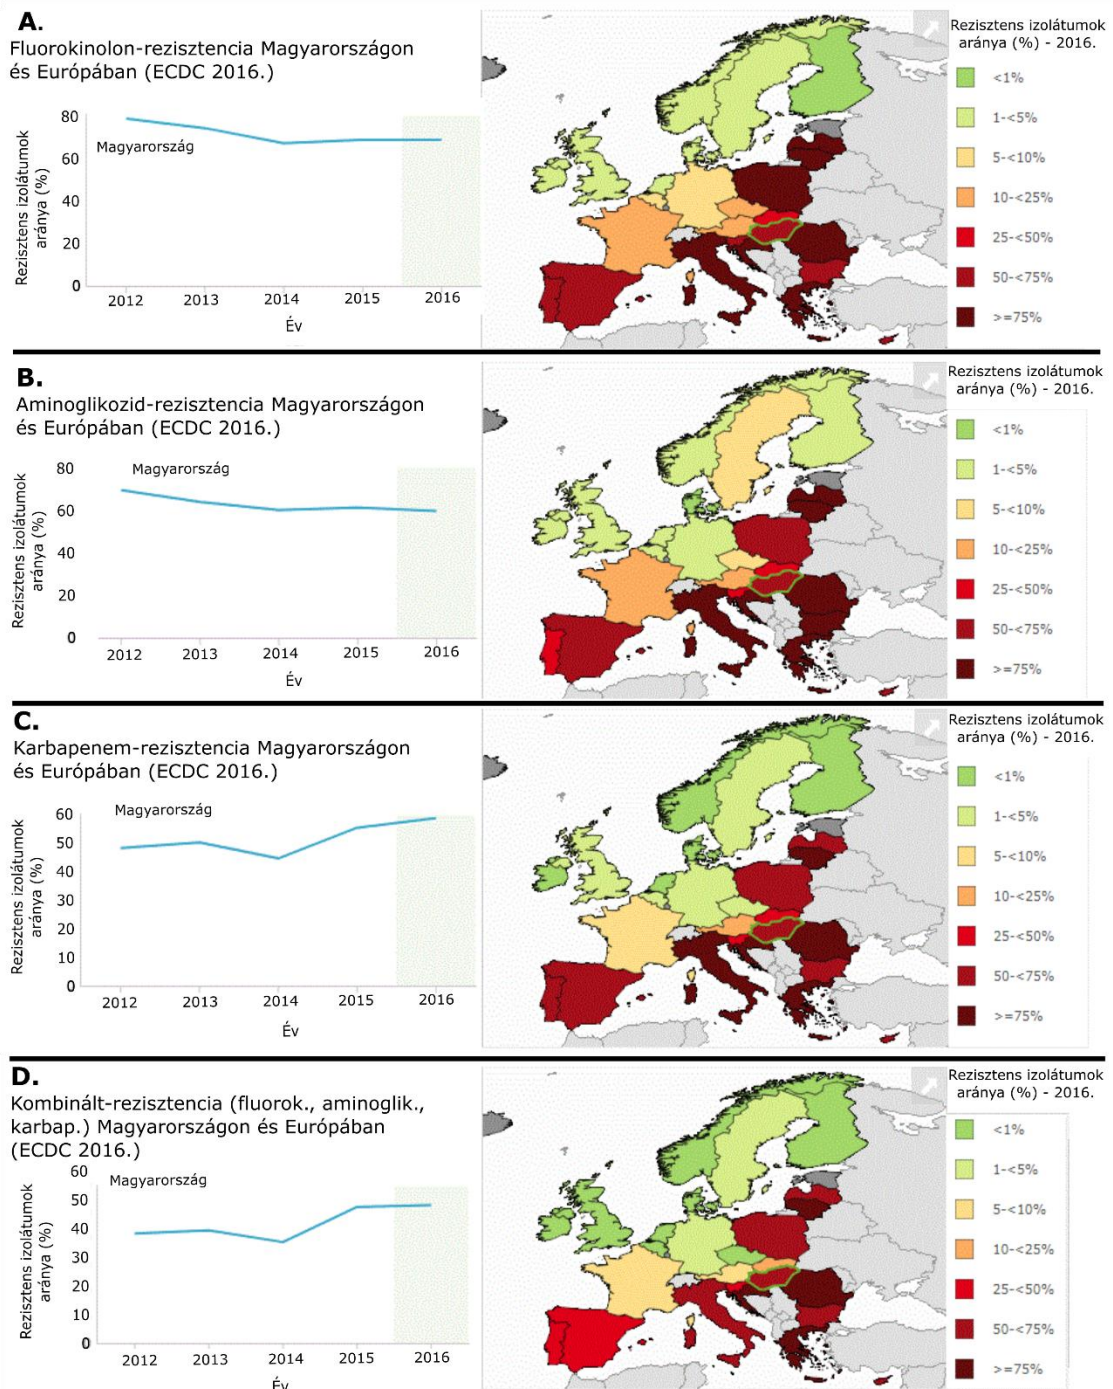 A.
Fluorokinolon-rezisztencia Magyarországon
és Európában (ECDC 2016.)
80
60
40
20
0
Magyarország
Rezisztens izolátumok
aránya (%)
2012 2013 2014 2015 2016
Év
Rezisztens izolátumok
aránya (%) - 2016.
<1%
1-<5%
5-<10%
10-<25%
25-<50%
50-<75%
>=75%
B.
Aminoglikozid-rezisztencia Magyarországon
és Európában (ECDC 2016.)
80
60
40
20
0
Magyarország
Rezisztens izolátumok
aránya (%)
2012 2013 2014 2015 2016
Év
Rezisztens izolátumok
aránya (%) - 2016.
<1%
1-<5%
5-<10%
10-<25%
25-<50%
50-<75%
>=75%
C.
Karbapenem-rezisztencia Magyarországon
és Európában (ECDC 2016.)
60
50
40
30
20
10
0
Magyarország
Rezisztens izolátumok
aránya (%)
2012 2013 2014 2015 2016
Év
Rezisztens izolátumok
aránya (%) - 2016.
<1%
1-<5%
5-<10%
10-<25%
25-<50%
50-<75%
>=75%
D.
Kombinált-rezisztencia (fluorok., aminoglik.,
karbap.) Magyarországon és Európában
(ECDC 2016.)
60
50
40
30
20
10
0
Magyarország
Rezisztens izolátumok
aránya (%)
2012 2013 2014 2015 2016
Év
Rezisztens izolátumok
aránya (%) - 2016.
<1%
1-<5%
5-<10%
10-<25%
25-<50%
50-<75%
>=75%